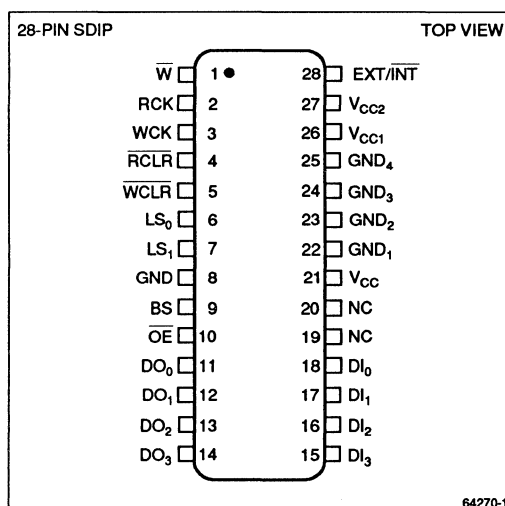 28-PIN SDIP TOP VIEW
W̅ 1 28 EXT/I̅N̅T̅
RCK 2 27 VCC2
WCK 3 26 VCC1
R̅C̅L̅R̅ 4 25 GND4
W̅C̅L̅R̅ 5 24 GND3
LS0 6 23 GND2
LS1 7 22 GND1
GND 8 21 VCC
BS 9 20 NC
O̅E̅ 10 19 NC
DO0 11 18 DI0
DO1 12 17 DI1
DO2 13 16 DI2
DO3 14 15 DI3
64270-1